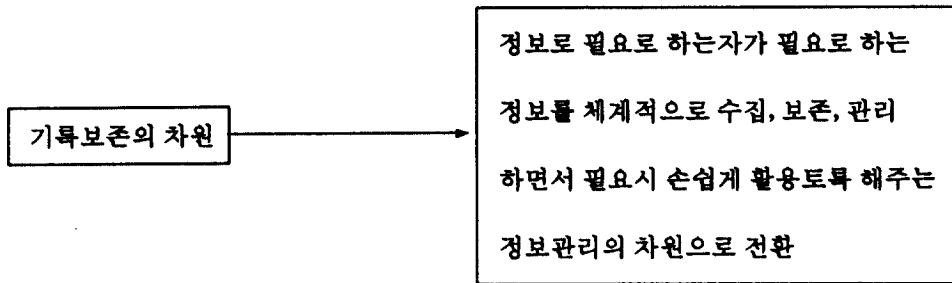 기록보존의 차원
정보로 필요로 하는자가 필요로 하는
정보를 체계적으로 수집, 보존, 관리
하면서 필요시 손쉽게 활용토록 해주는
정보관리의 차원으로 전환